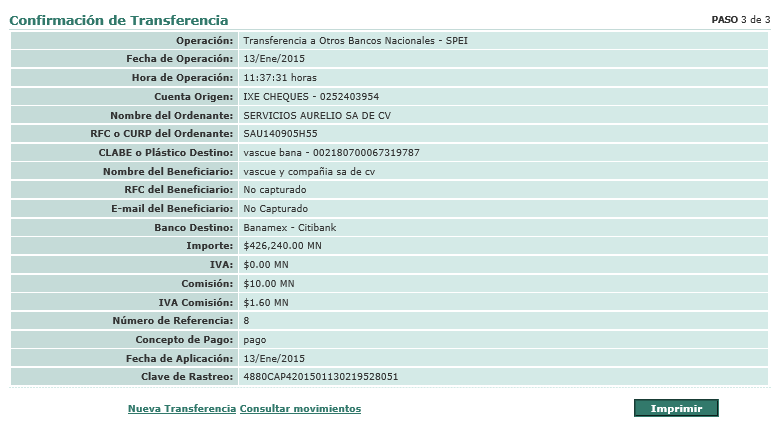 Confirmación de Transferencia PASO 3 de 3
Operación: Transferencia a Otros Bancos Nacionales - SPEI
Fecha de Operación: 13/Ene/2015
Hora de Operación: 11:37:31 horas
Cuenta Origen: IXE CHEQUES - 0252403954
Nombre del Ordenante: SERVICIOS AURELIO SA DE CV
RFC o CURP del Ordenante: SAU140905H55
CLABE o Plástico Destino: vascue bana - 002180700067319787
Nombre del Beneficiario: vascue y compañia sa de cv
RFC del Beneficiario: No capturado
E-mail del Beneficiario: No Capturado
Banco Destino: Banamex - Citibank
Importe: $426,240.00 MN
IVA: $0.00 MN
Comisión: $10.00 MN
IVA Comisión: $1.60 MN
Número de Referencia: 8
Concepto de Pago: pago
Fecha de Aplicación: 13/Ene/2015
Clave de Rastreo: 4880CAP4201501130219528051
Nueva Transferencia Consultar movimientos Imprimir